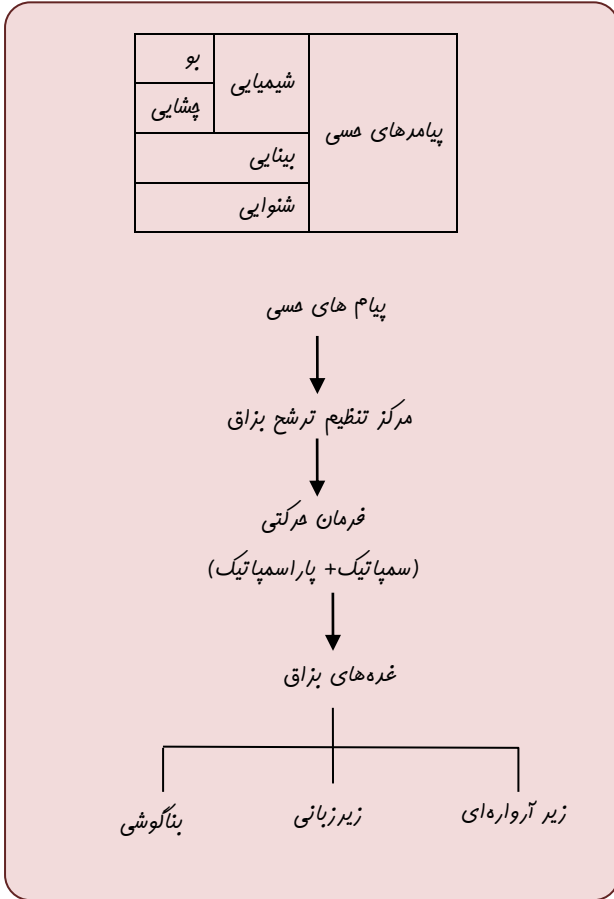 پیامرهای حسی
شیمیایی
بو
چشایی
بینایی
شنوایی
پیام های حسی
مرکز تنظیم ترشح بزاق
فرمان حرکتی
(سمپاتیک+ پاراسمپاتیک)
غده‌های بزاق
زیر آرواره‌ای
زیرزبانی
بناگوشی